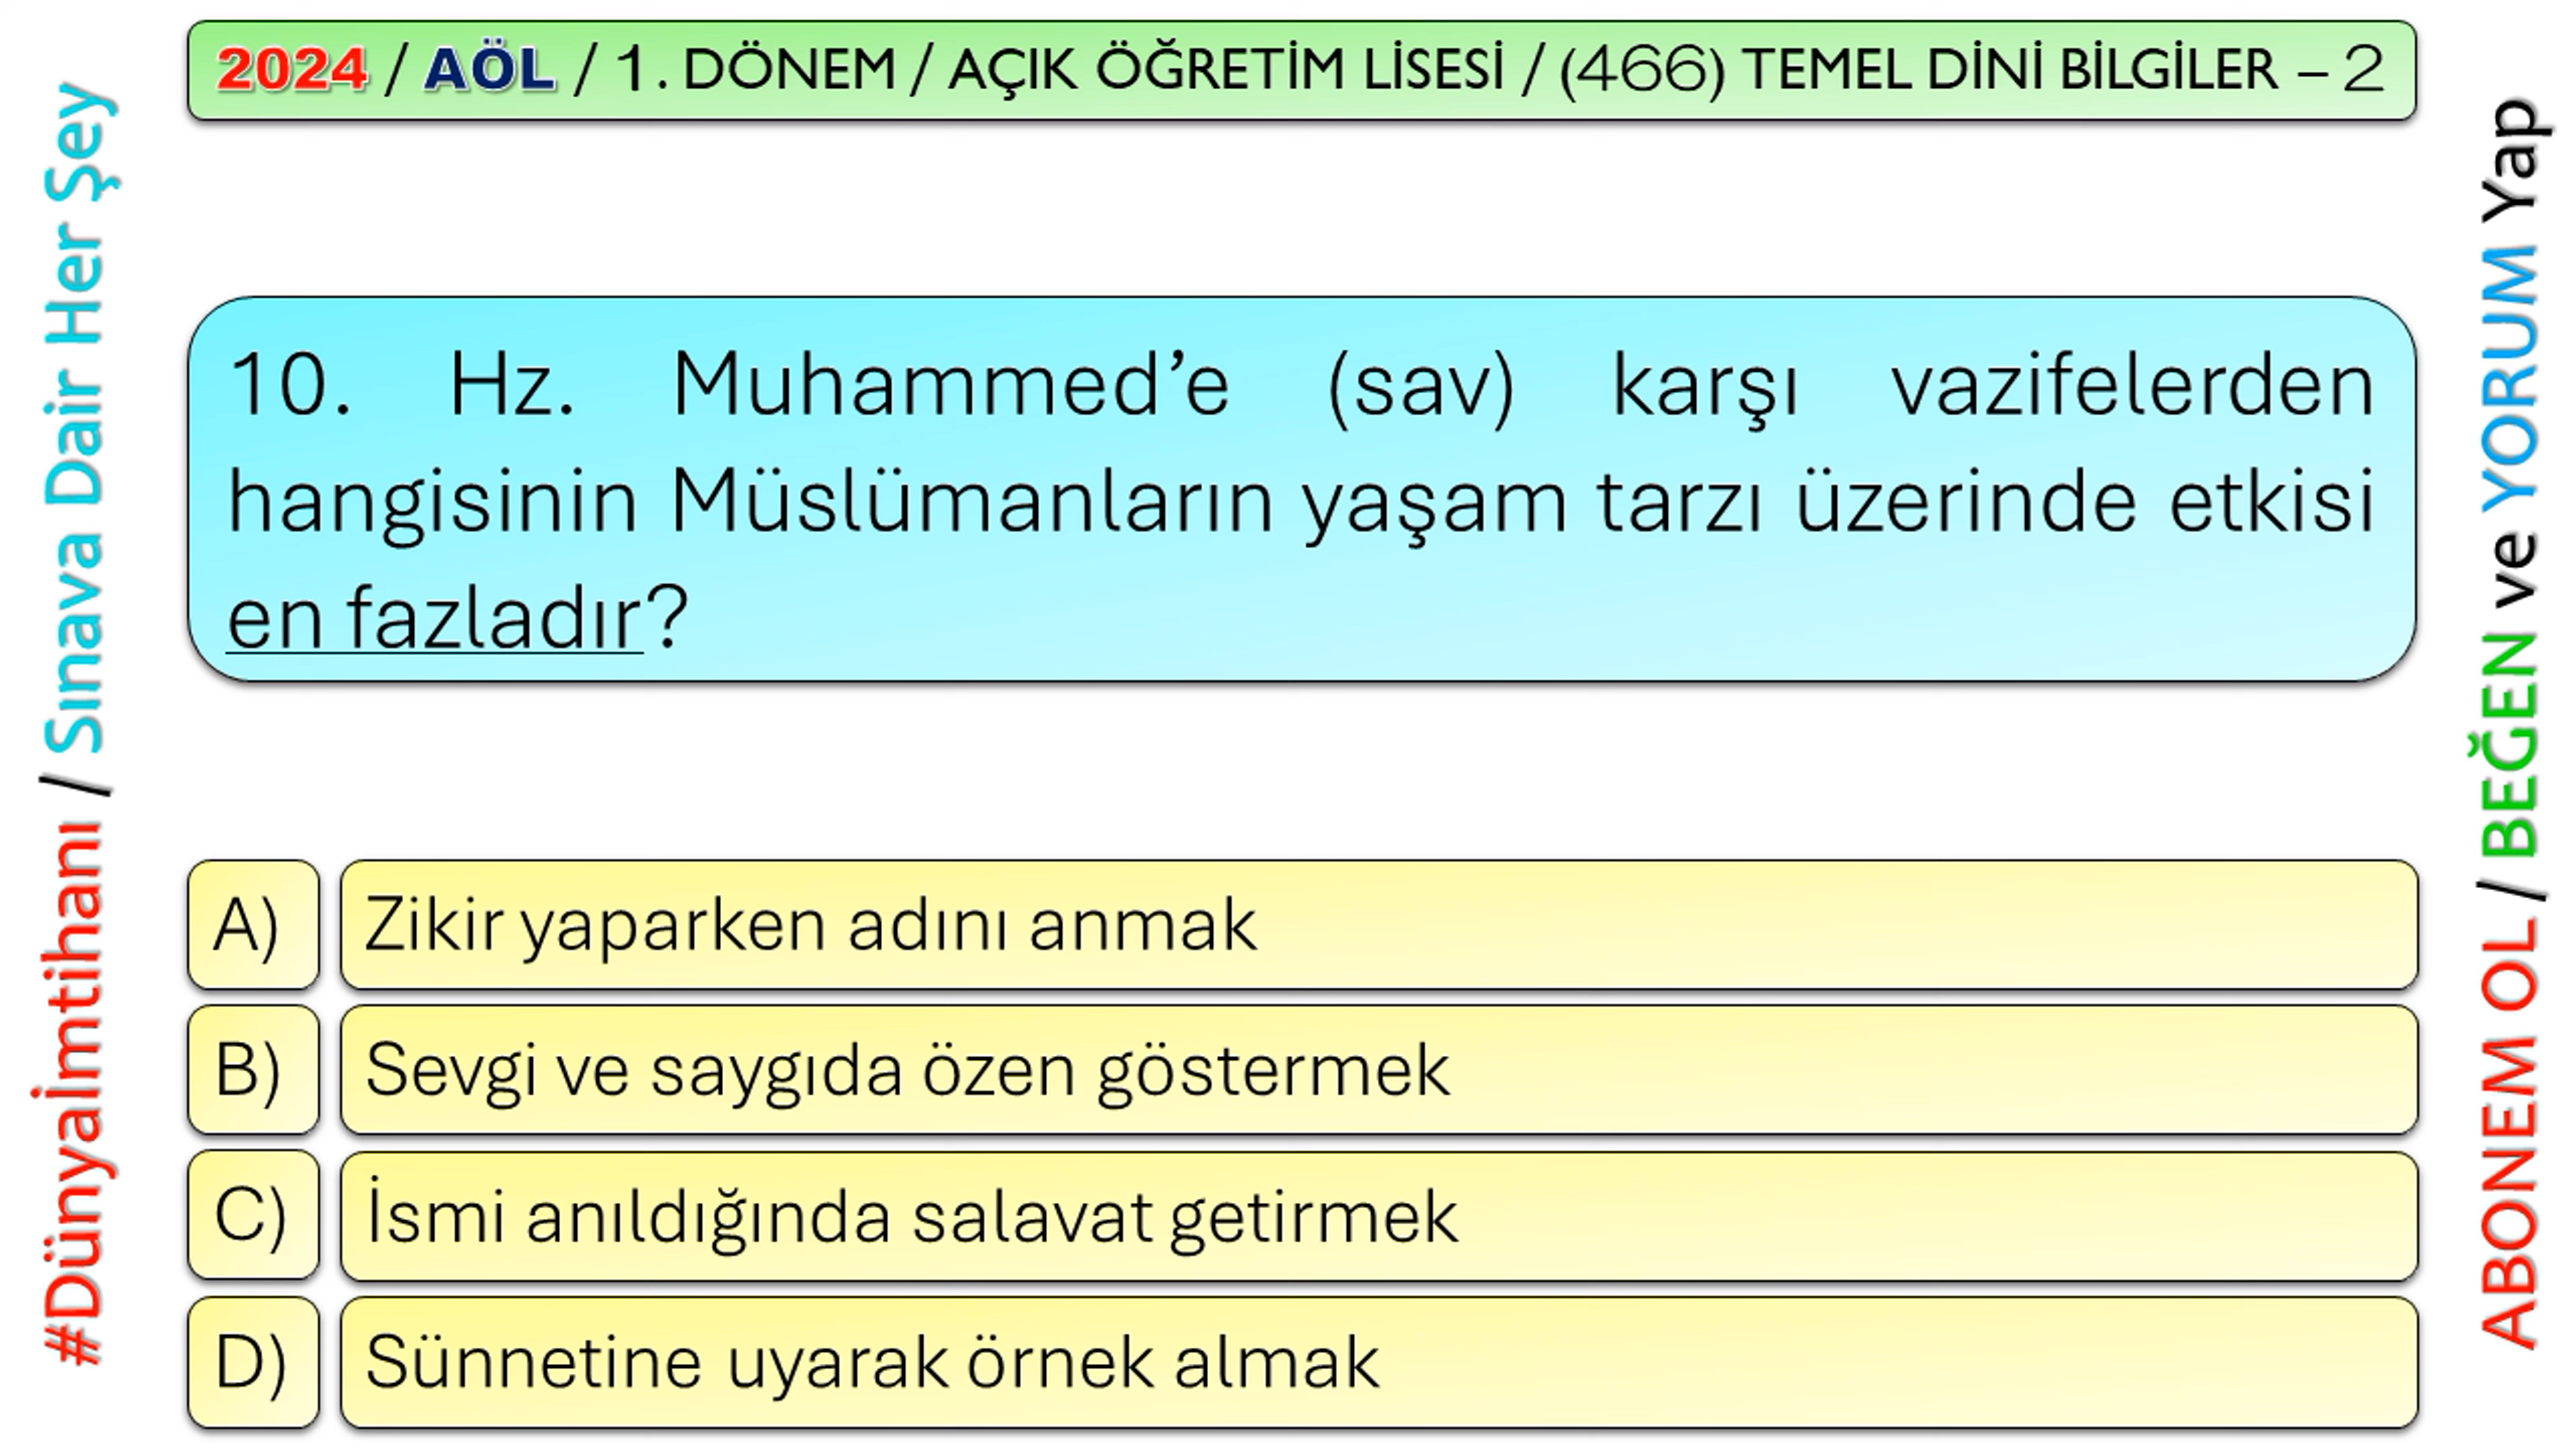 2024 / AÖL / 1. DÖNEM / AÇIK ÖĞRETİM LİSESİ / (466) TEMEL DİNİ BİLGİLER – 2
#Dünyaİmtihanı / Sınava Dair Her Şey
10. Hz. Muhammed’e (sav) karşı vazifelerden
hangisinin Müslümanların yaşam tarzı üzerinde etkisi
en fazladır?
A) Zikir yaparken adını anmak
B) Sevgi ve saygıda özen göstermek
C) İsmi anıldığında salavat getirmek
D) Sünnetine uyarak örnek almak
ABONEM OL / BEĞEN ve YORUM Yap